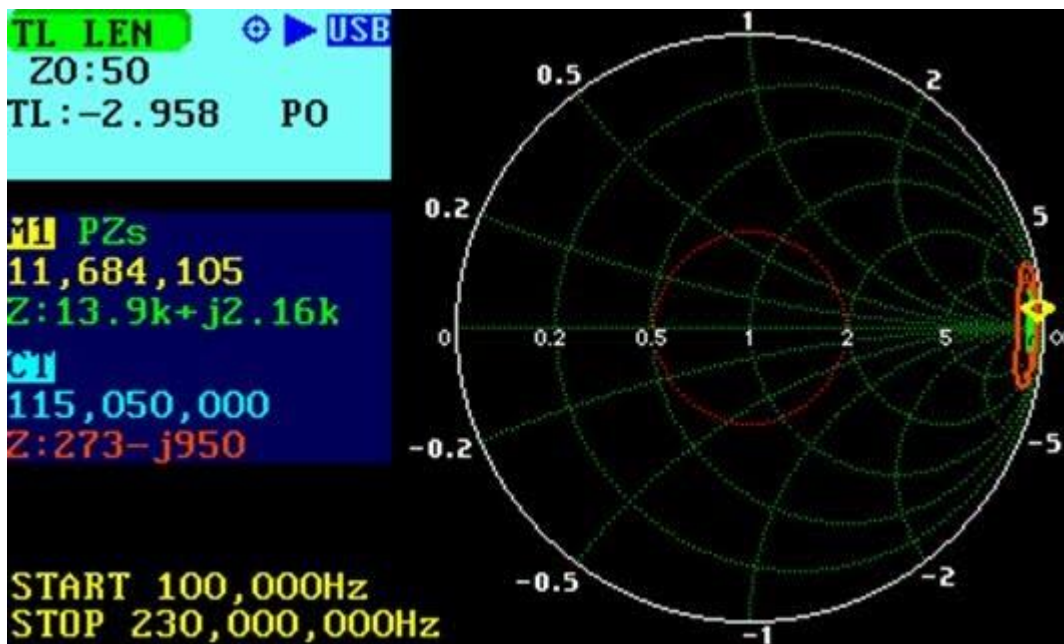 TL LEN USB
Z0:50
TL:-2.958 PO
M1 PZs
11,684,105
Z:13.9k+j2.16k
CT
115,050,000
Z:273-j950
START 100,000Hz
STOP 230,000,000Hz
1
0.5
2
0.2
5
0
0.2
0.5
1
2
5
-0.2
-5
-0.5
-2
-1